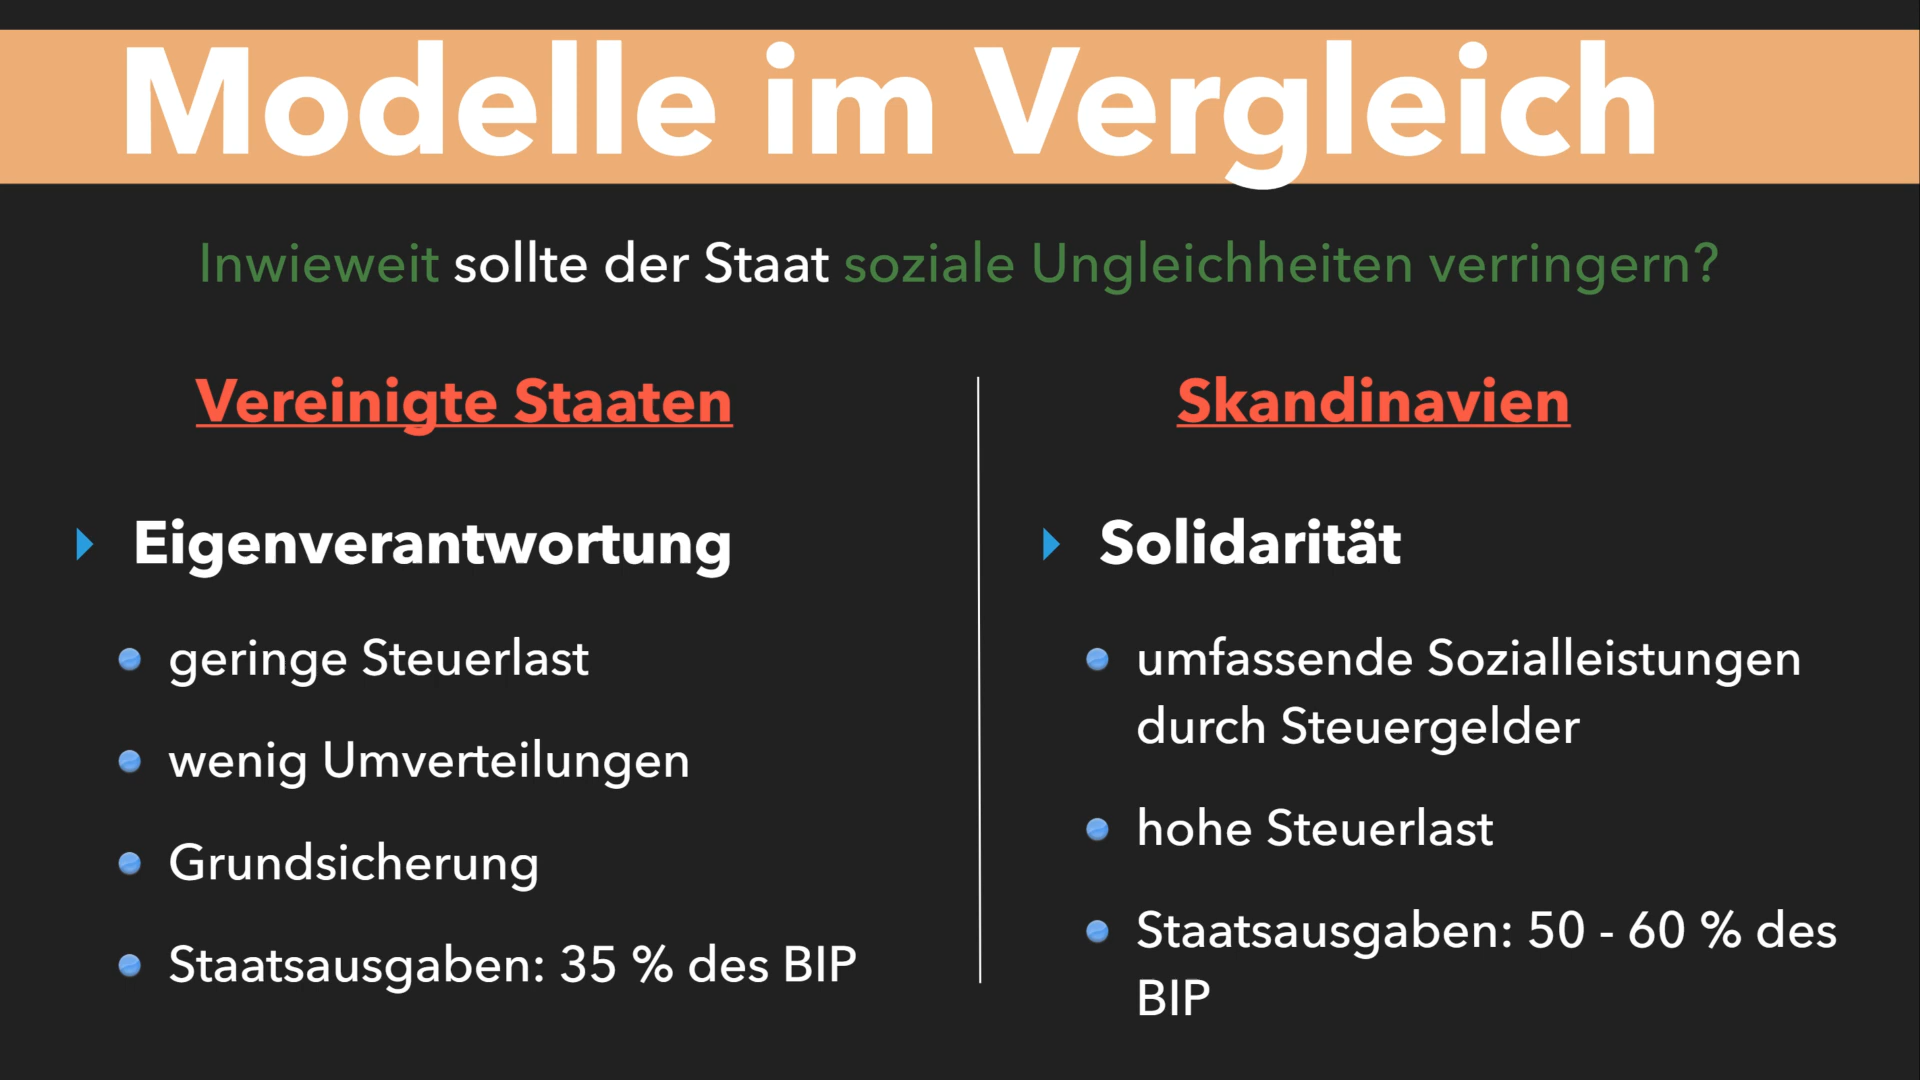 Modelle im Vergleich
Inwieweit sollte der Staat soziale Ungleichheiten verringern?
Vereinigte Staaten
Eigenverantwortung
geringe Steuerlast
wenig Umverteilungen
Grundsicherung
Staatsausgaben: 35 % des BIP
Skandinavien
Solidarität
umfassende Sozialleistungen
durch Steuergelder
hohe Steuerlast
Staatsausgaben: 50 - 60 % des
BIP